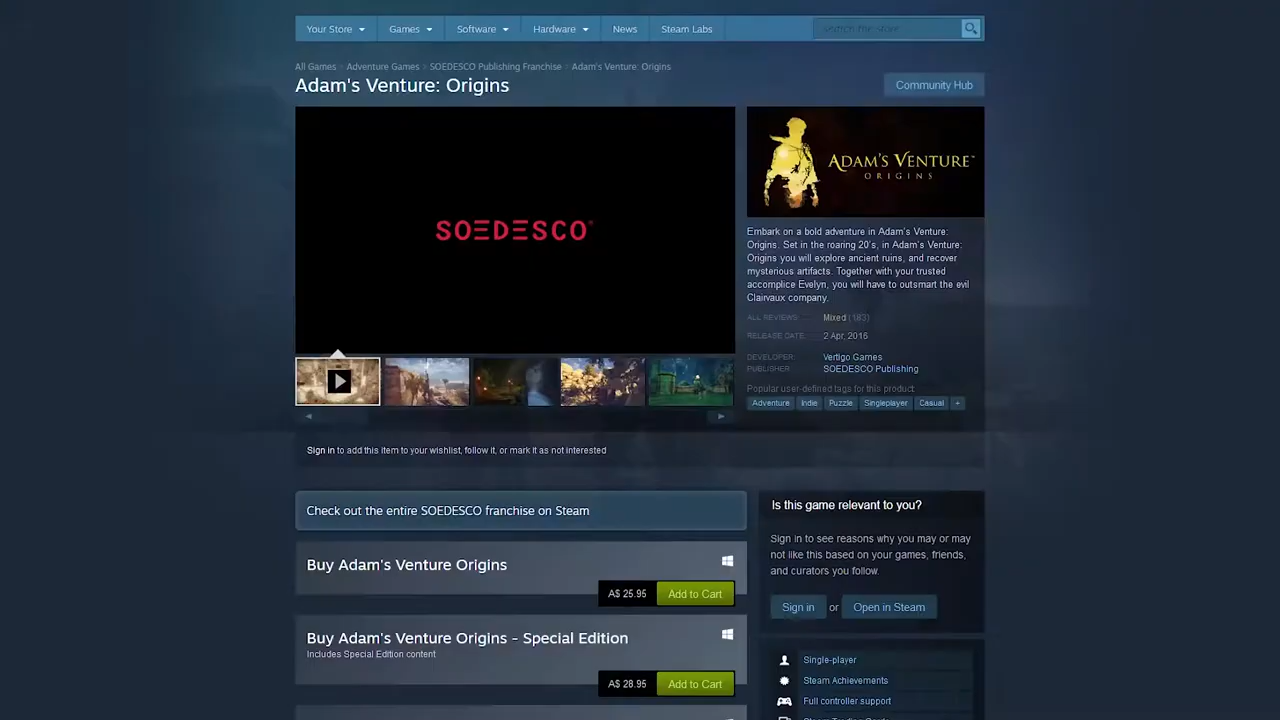 Your Store Games Software Hardware News Steam Labs search the store
All Games > Adventure Games > SOEDESCO Publishing Franchise > Adam's Venture: Origins
Adam's Venture: Origins
Community Hub
SOEDESCO®
ADAM'S VENTURE™
ORIGINS
Embark on a bold adventure in Adam's Venture:
Origins. Set in the roaring 20's, in Adam's Venture:
Origins you will explore ancient ruins, and recover
mysterious artifacts. Together with your trusted
accomplice Evelyn, you will have to outsmart the evil
Clairvaux company.
ALL REVIEWS: Mixed (183)
RELEASE DATE: 2 Apr, 2016
DEVELOPER: Vertigo Games
PUBLISHER: SOEDESCO Publishing
Popular user-defined tags for this product:
Adventure Indie Puzzle Singleplayer Casual +
Sign in to add this item to your wishlist, follow it, or mark it as not interested
Check out the entire SOEDESCO franchise on Steam
Buy Adam's Venture Origins
A$ 25.95 Add to Cart
Buy Adam's Venture Origins - Special Edition
Includes Special Edition content
A$ 28.95 Add to Cart
Is this game relevant to you?
Sign in to see reasons why you may or may
not like this based on your games, friends,
and curators you follow.
Sign in or Open in Steam
Single-player
Steam Achievements
Full controller support